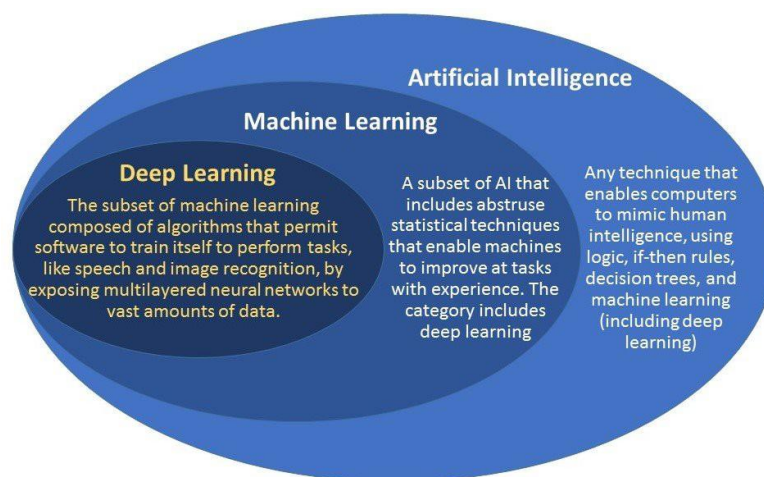 Artificial Intelligence
Machine Learning
Deep Learning
The subset of machine learning
composed of algorithms that permit
software to train itself to perform tasks,
like speech and image recognition, by
exposing multilayered neural networks to
vast amounts of data.
A subset of AI that
includes abstruse
statistical techniques
that enable machines
to improve at tasks
with experience. The
category includes
deep learning
Any technique that
enables computers
to mimic human
intelligence, using
logic, if-then rules,
decision trees, and
machine learning
(including deep
learning)